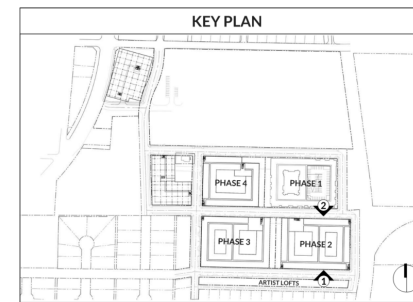 KEY PLAN
PHASE 4
PHASE 1
2
PHASE 3
PHASE 2
ARTIST LOFTS
1